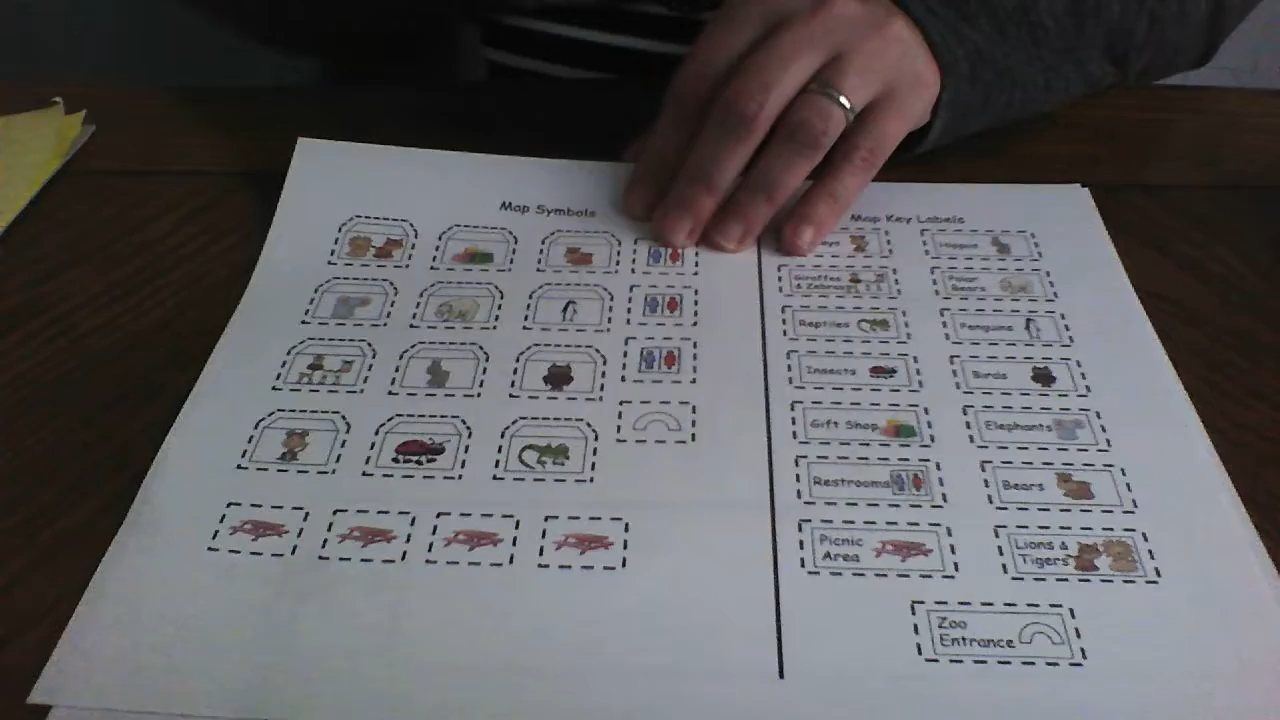 Map Symbols
Map Key Labels
Hippos
Giraffes
& Zebras
Polar
Bears
Reptiles
Penguins
Insects
Birds
Gift Shop
Elephants
Restrooms
Bears
Picnic
Area
Lions &
Tigers
Zoo
Entrance